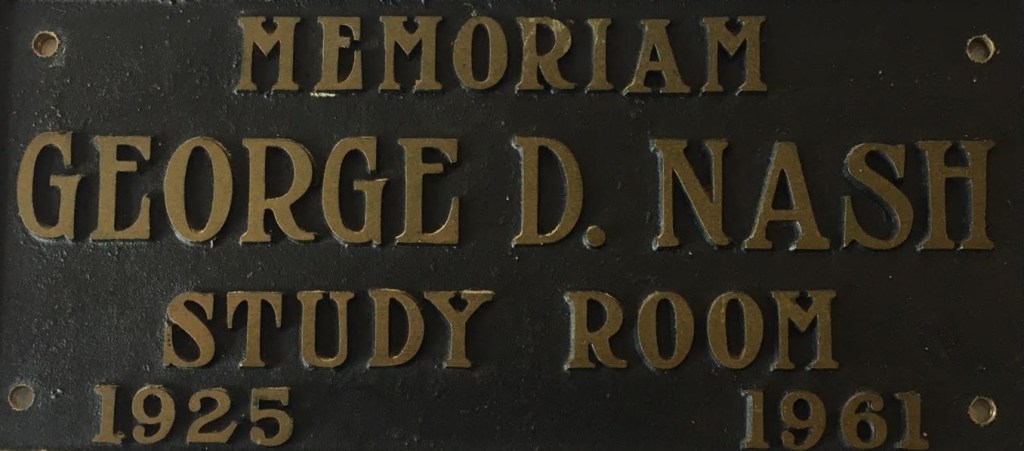 MEMORIAM
GEORGE D. NASH
STUDY ROOM
1925 1961